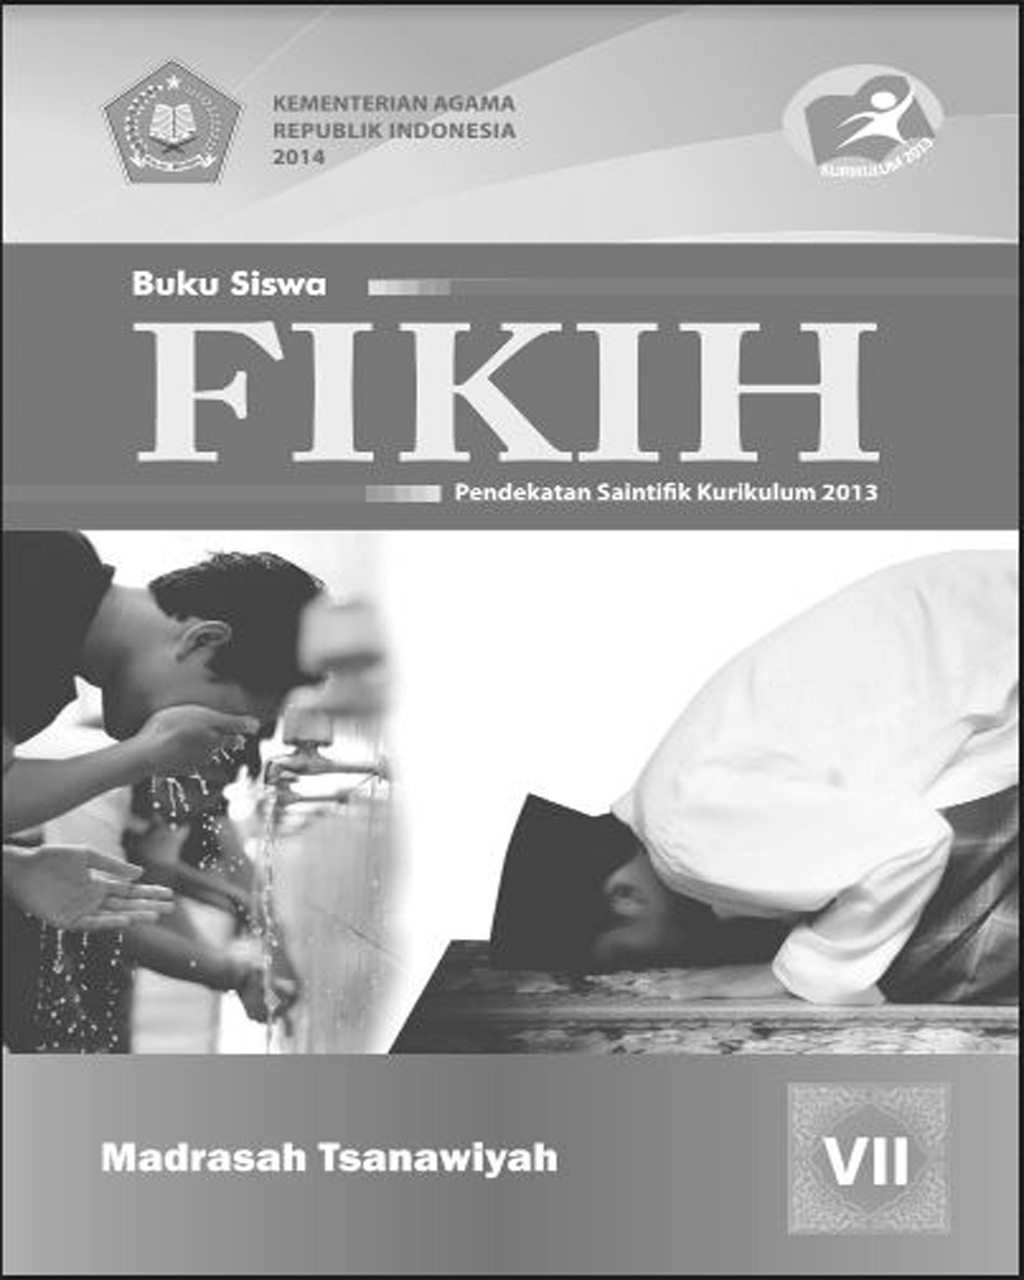 KEMENTERIAN AGAMA
REPUBLIK INDONESIA
2014
KURIKULUM 2013
Buku Siswa
FIKIH
Pendekatan Saintifik Kurikulum 2013
Madrasah Tsanawiyah
VII